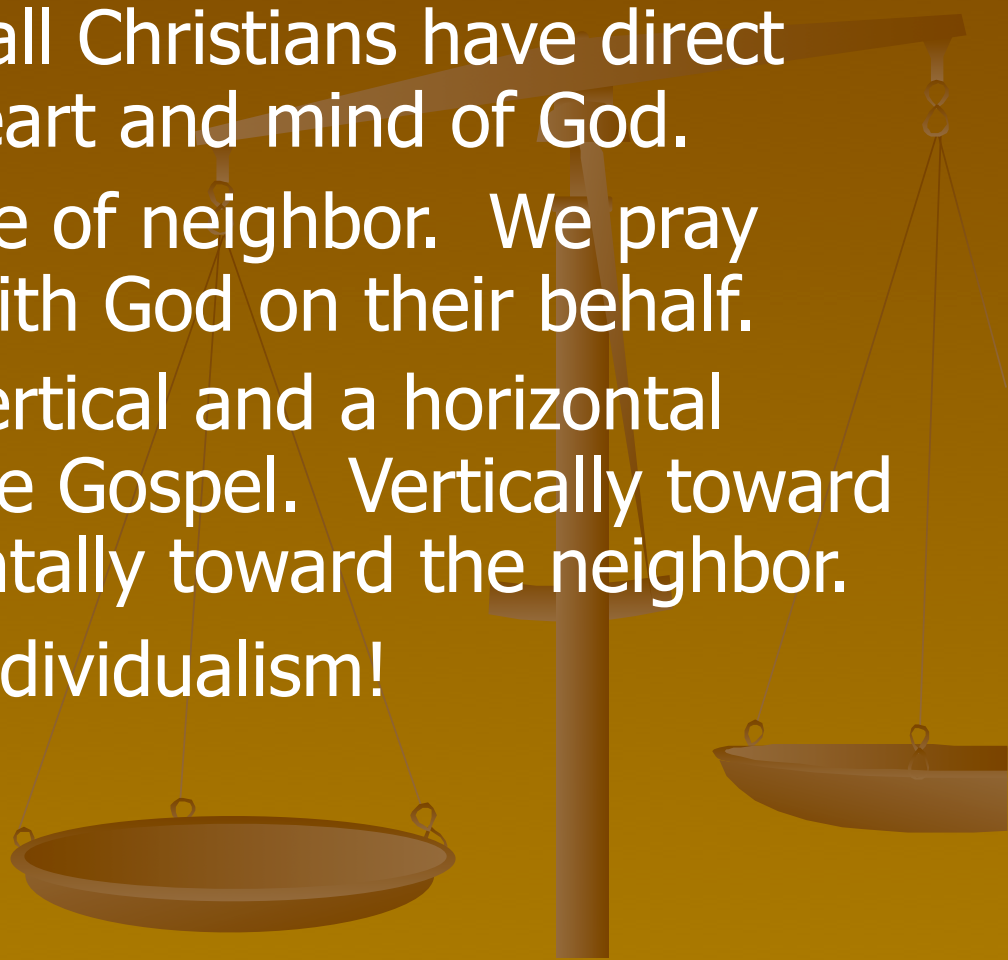 all Christians have direct
eart and mind of God.
e of neighbor. We pray
ith God on their behalf.
ertical and a horizontal
e Gospel. Vertically toward
ntally toward the neighbor.
dividualism!